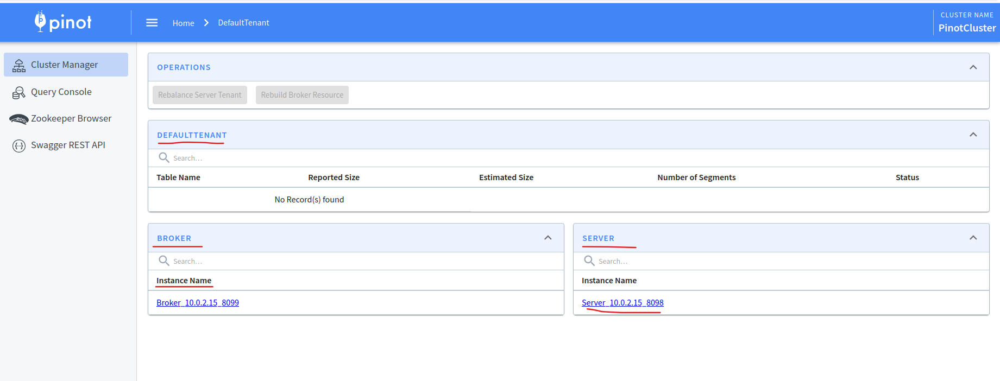 pinot
Home > DefaultTenant
CLUSTER NAME
PinotCluster
Cluster Manager
Query Console
Zookeeper Browser
Swagger REST API
OPERATIONS
Rebalance Server Tenant Rebuild Broker Resource
DEFAULTTENANT
Search...
Table Name Reported Size Estimated Size Number of Segments Status
No Record(s) found
BROKER
Search...
Instance Name
Broker_10.0.2.15_8099
SERVER
Search...
Instance Name
Server_10.0.2.15_8098